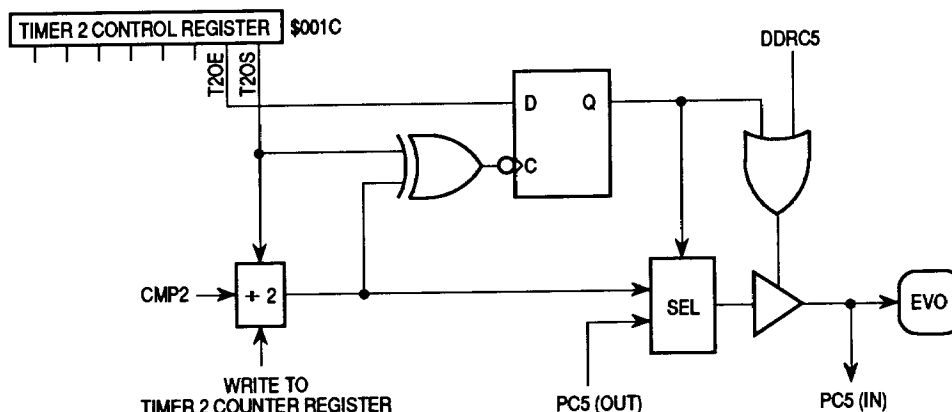 TIMER 2 CONTROL REGISTER
$001C
T2OE
T2OS
DDRC5
D
Q
C
CMP2
÷ 2
SEL
EVO
WRITE TO
TIMER 2 COUNTER REGISTER
PC5 (OUT)
PC5 (IN)